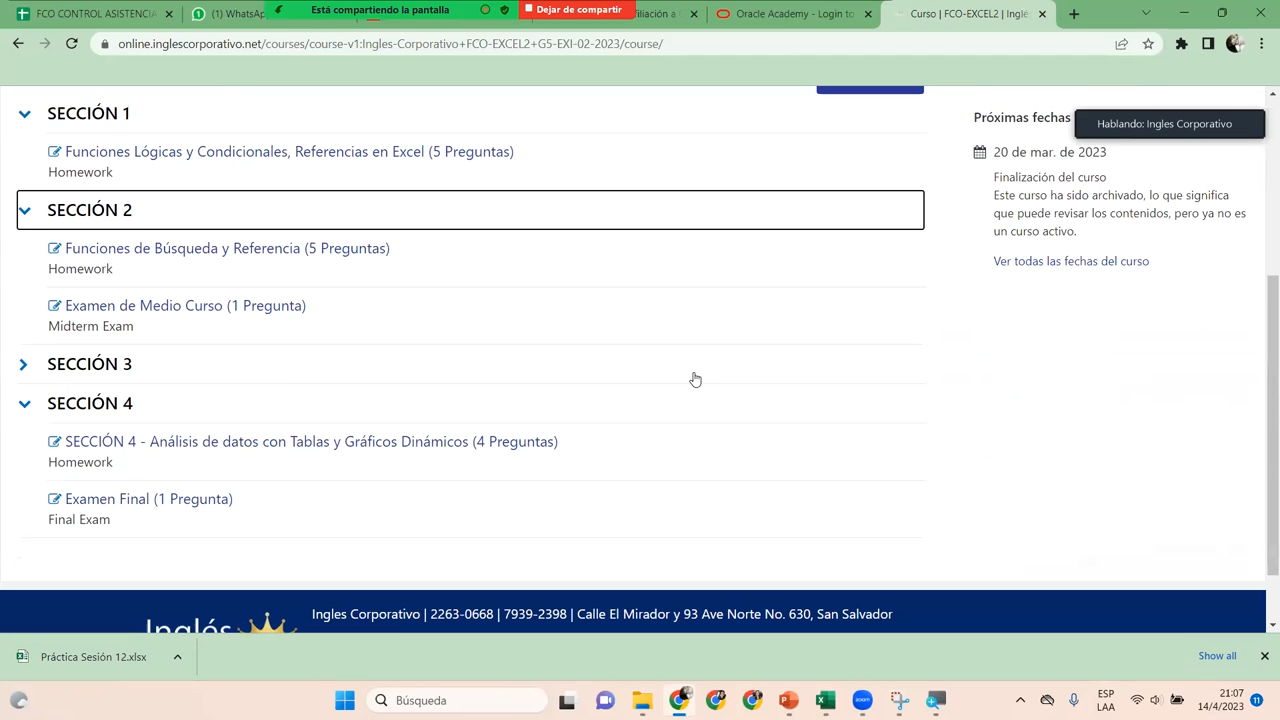 FCO CONTROL ASISTENCIA
(1) WhatsApp
Está compartiendo la pantalla
Dejar de compartir
iliación a C
Oracle Academy - Login to
Curso | FCO-EXCEL2 | Ingl
online.inglescorporativo.net/courses/course-v1:Ingles-Corporativo+FCO-EXCEL2+G5-EXI-02-2023/course/
SECCIÓN 1
Funciones Lógicas y Condicionales, Referencias en Excel (5 Preguntas)
Homework
SECCIÓN 2
Funciones de Búsqueda y Referencia (5 Preguntas)
Homework
Examen de Medio Curso (1 Pregunta)
Midterm Exam
SECCIÓN 3
SECCIÓN 4
SECCIÓN 4 - Análisis de datos con Tablas y Gráficos Dinámicos (4 Preguntas)
Homework
Examen Final (1 Pregunta)
Final Exam
Próximas fechas
Hablando: Ingles Corporativo
20 de mar. de 2023
Finalización del curso
Este curso ha sido archivado, lo que significa
que puede revisar los contenidos, pero ya no es
un curso activo.
Ver todas las fechas del curso
Inglés
Ingles Corporativo | 2263-0668 | 7939-2398 | Calle El Mirador y 93 Ave Norte No. 630, San Salvador
Práctica Sesión 12.xlsx
Show all
Búsqueda
zoom
ESP
LAA
21:07
14/4/2023
11